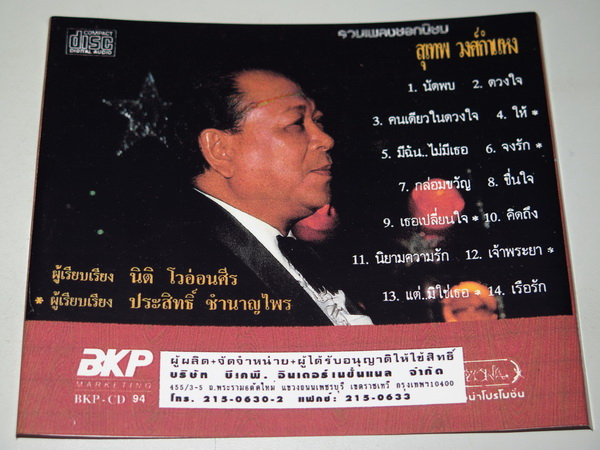 COMPACT
disc
DIGITAL AUDIO
รวมเพลงยอดนิยม
สุเทพ วงศ์กำแหง
1. นัดพบ 2. ดวงใจ
3. คนเดียวในดวงใจ 4. ให้ *
5. มีฉัน..ไม่มีเธอ 6. จงรัก *
7. กล่อมขวัญ 8. ชื่นใจ
9. เธอเปลี่ยนใจ * 10. คิดถึง
11. นิยามความรัก 12. เจ้าพระยา *
13. แต่..มิใช่เธอ * 14. เรือรัก
ผู้เรียบเรียง นิติ โวอ่อนศีร
* ผู้เรียบเรียง ประสิทธิ์ ชำนาญไพร
BKP
MARKETING
BKP-CD 94
ผู้ผลิต+จัดจำหน่าย+ผู้ได้รับอนุญาติให้ใช้สิทธิ์
บริษัท บีเคพี. อินเตอร์เนชั่นแนล จำกัด
455/3-5 ถ.พระราม6ตัดใหม่ แขวงถนนเพชรบุรี เขตราชเทวี กรุงเทพฯ10400
โทร. 215-0630-2 แฟกซ์: 215-0633
นำโปรโมชั่น